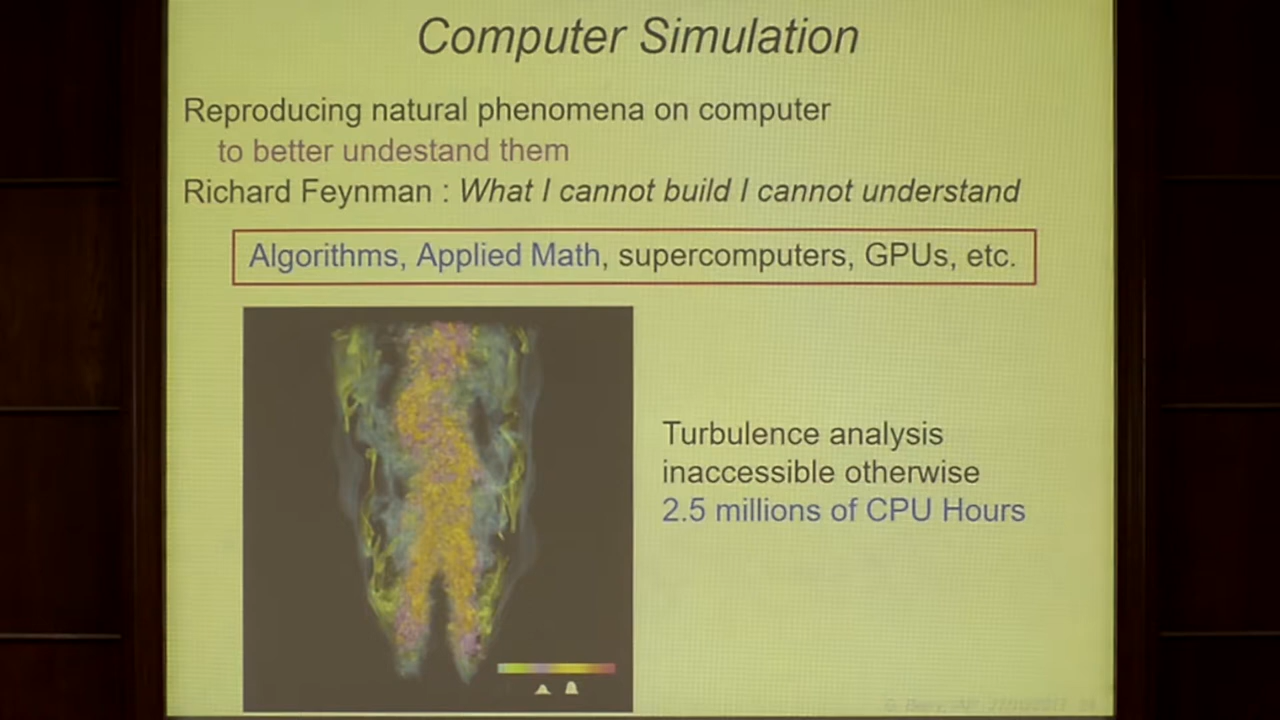 Computer Simulation
Reproducing natural phenomena on computer
to better undestand them
Richard Feynman : What I cannot build I cannot understand
Algorithms, Applied Math, supercomputers, GPUs, etc.
Turbulence analysis
inaccessible otherwise
2.5 millions of CPU Hours